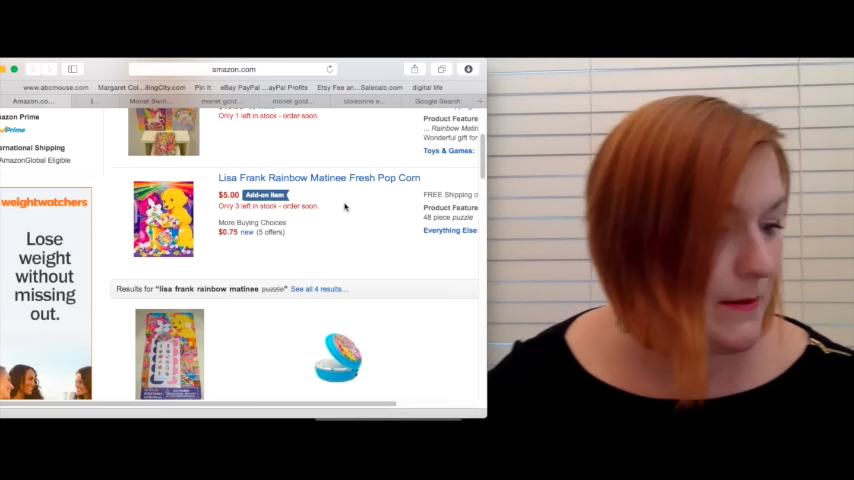 amazon.com
www.abcmouse.com Margaret Col...llingCity.com Pin It eBay PayPal ...ayPal Profits Etsy Fee an...Salecalc.com digital life
Amazon.co... Monet Swirl... monet gold... monet gold... cloisonne e... Google Search
Only 1 left in stock - order soon.
Product Feature
... Rainbow Matin
Wonderful gift for
Toys & Games:
Lisa Frank Rainbow Matinee Fresh Pop Corn
$5.00 Add-on Item
Only 3 left in stock - order soon.
More Buying Choices
$0.75 new (5 offers)
FREE Shipping o
Product Feature
48 piece puzzle
Everything Else
Results for "lisa frank rainbow matinee puzzle" See all 4 results...
azon Prime
Prime
ernational Shipping
AmazonGlobal Eligible
weightwatchers
Lose
weight
without
missing
out.